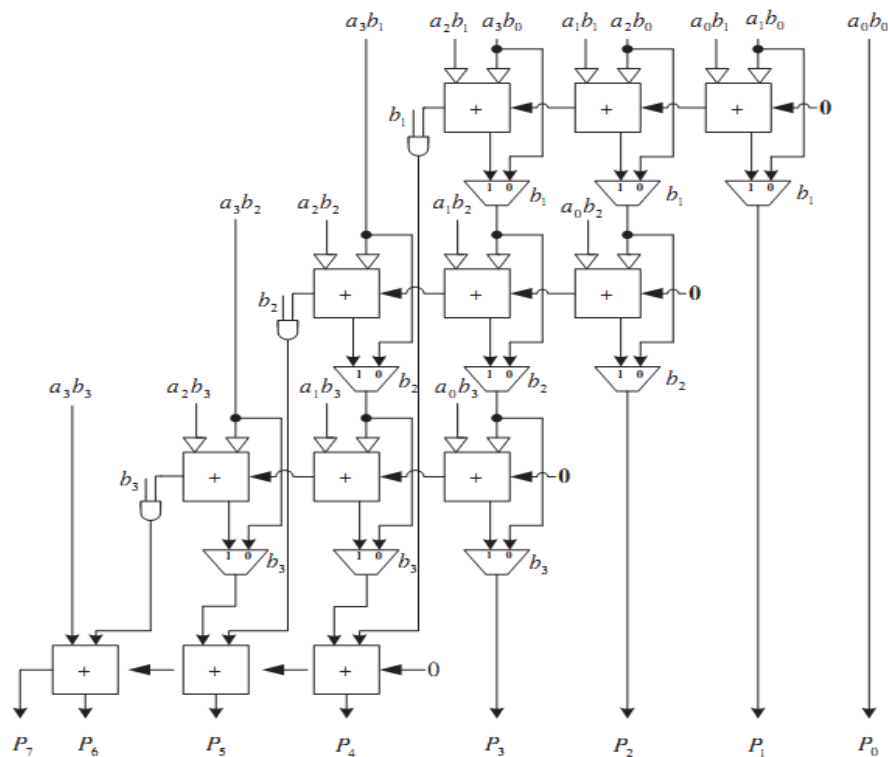 a₃b₁ a₂b₁ a₃b₀ a₁b₁ a₂b₀ a₀b₁ a₁b₀ a₀b₀
b₁ + + + 0
1 0 b₁ 1 0 b₁ 1 0 b₁
a₃b₂ a₂b₂ a₁b₂ a₀b₂
b₂ + + + 0
1 0 b₂ 1 0 b₂ 1 0 b₂
a₃b₃ a₂b₃ a₁b₃ a₀b₃
b₃ + + + 0
1 0 b₃ 1 0 b₃ 1 0 b₃
+ + + 0
P₇ P₆ P₅ P₄ P₃ P₂ P₁ P₀